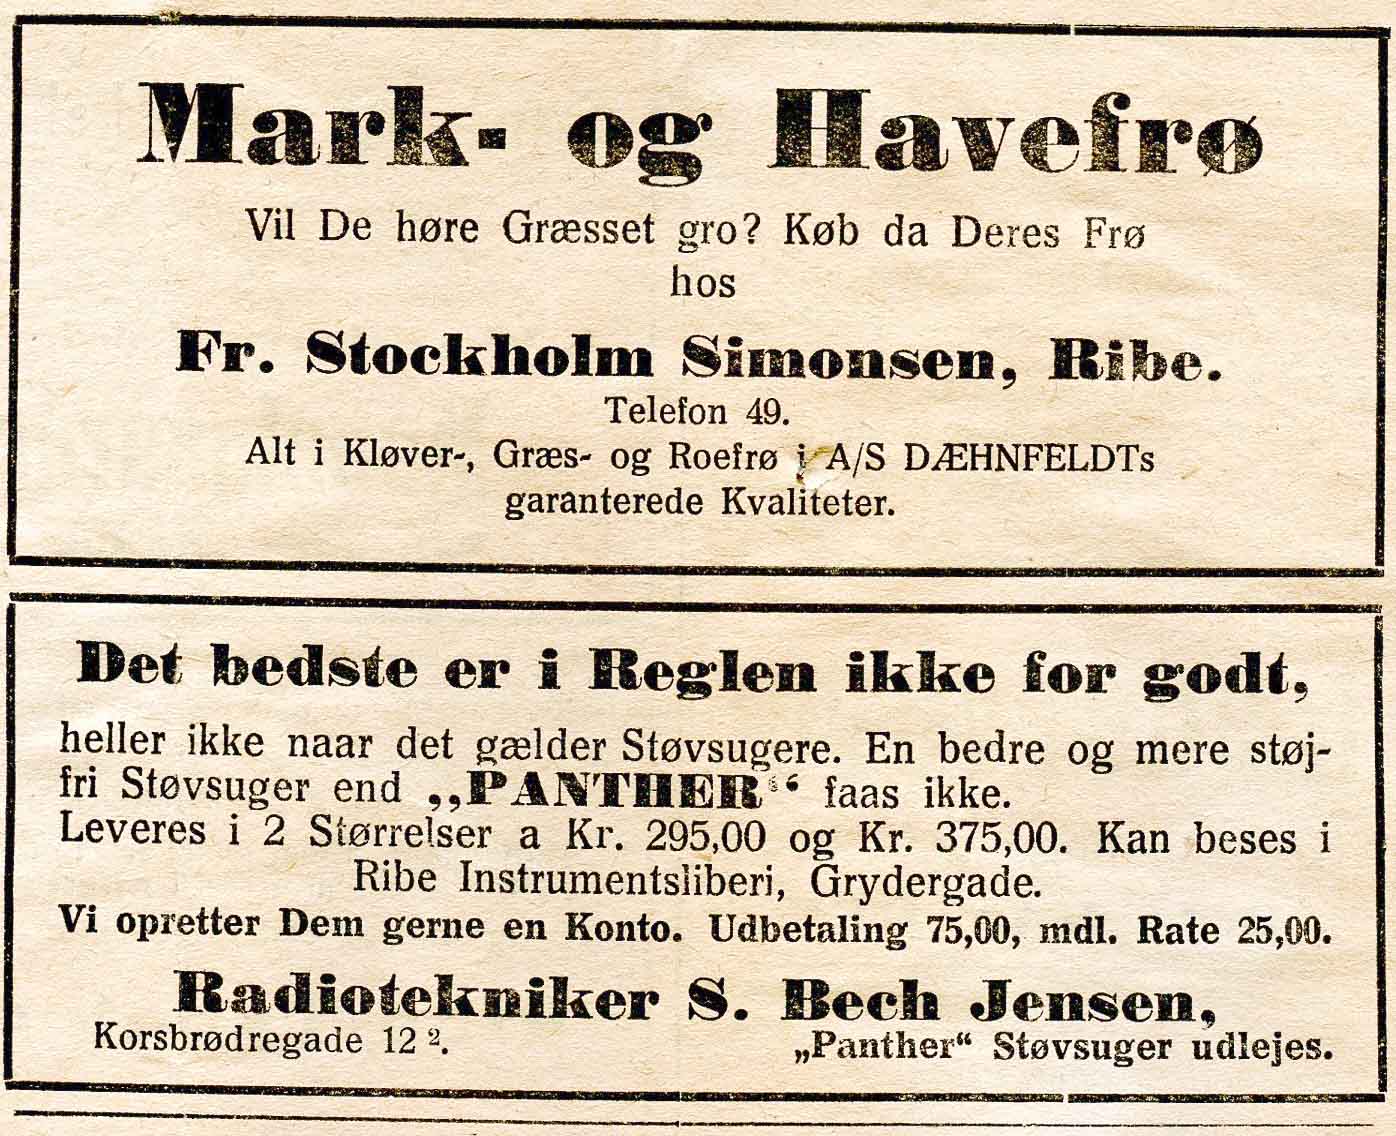 Mark- og Havefrø
Vil De høre Græsset gro? Køb da Deres Frø
hos
Fr. Stockholm Simonsen, Ribe.
Telefon 49.
Alt i Kløver-, Græs- og Roefrø i A/S DÆHNFELDTs
garanterede Kvaliteter.
Det bedste er i Reglen ikke for godt,
heller ikke naar det gælder Støvsugere. En bedre og mere støj-
fri Støvsuger end „PANTHER“ faas ikke.
Leveres i 2 Størrelser a Kr. 295,00 og Kr. 375,00. Kan beses i
Ribe Instrumentsliberi, Grydergade.
Vi opretter Dem gerne en Konto. Udbetaling 75,00, mdl. Rate 25,00.
Radiotekniker S. Bech Jensen,
Korsbrødregade 12 ².
„Panther“ Støvsuger udlejes.